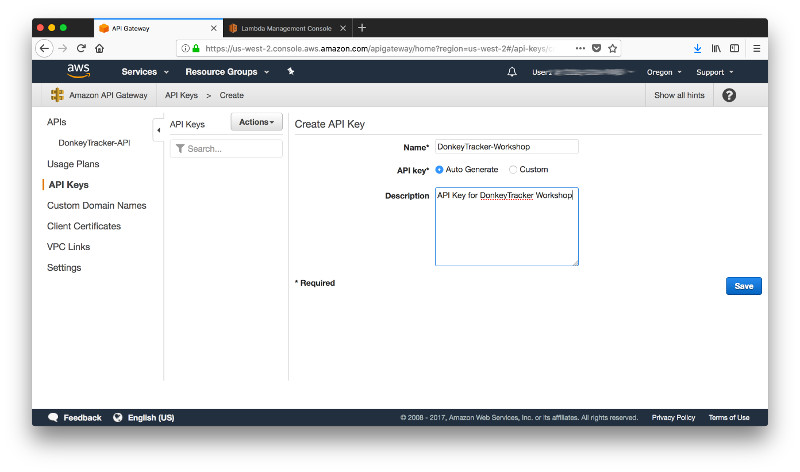 API Gateway
Lambda Management Console
https://us-west-2.console.aws.amazon.com/apigateway/home?region=us-west-2#/api-keys/
aws
Services
Resource Groups
User:
Oregon
Support
Amazon API Gateway
API Keys > Create
Show all hints
?
APIs
DonkeyTracker-API
Usage Plans
API Keys
Custom Domain Names
Client Certificates
VPC Links
Settings
API Keys
Actions
Search...
Create API Key
Name* DonkeyTracker-Workshop
API key* Auto Generate Custom
Description API Key for DonkeyTracker Workshop
* Required
Save
Feedback
English (US)
© 2008 - 2017, Amazon Web Services, Inc. or its affiliates. All rights reserved.
Privacy Policy
Terms of Use